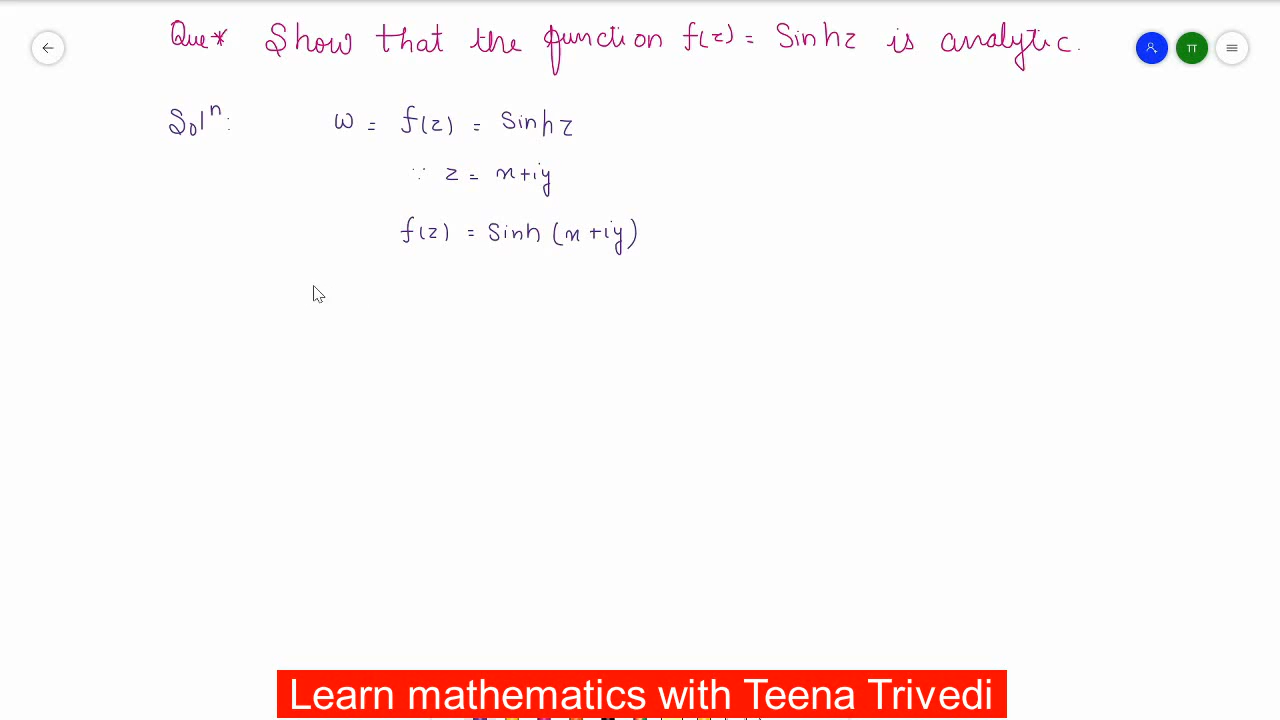 Que* Show that the function f(z) = Sinhz is analytic.
Solⁿ: w = f(z) = Sinhz
∵ z = x+iy
f(z) = Sinh (x+iy)
Learn mathematics with Teena Trivedi